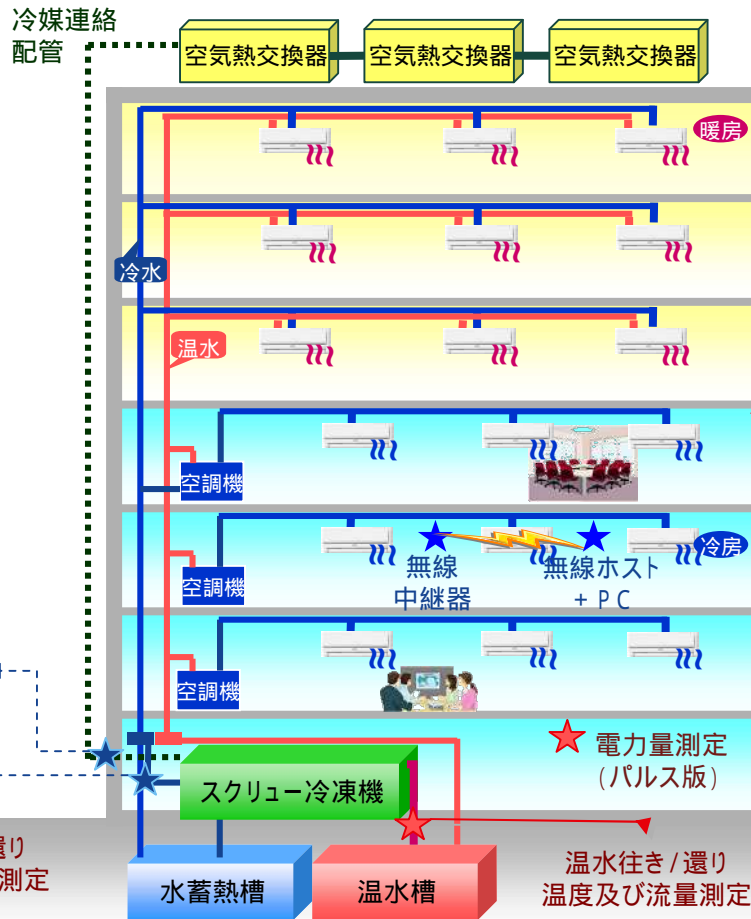 冷媒連絡
配管
空気熱交換器
空気熱交換器
空気熱交換器
暖房
冷水
温水
空調機
空調機
冷房
無線
中継器
無線ホスト
+ＰＣ
空調機
電力量測定
(パルス版)
スクリュー冷凍機
還り
測定
水蓄熱槽
温水槽
温水往き/還り
温度及び流量測定